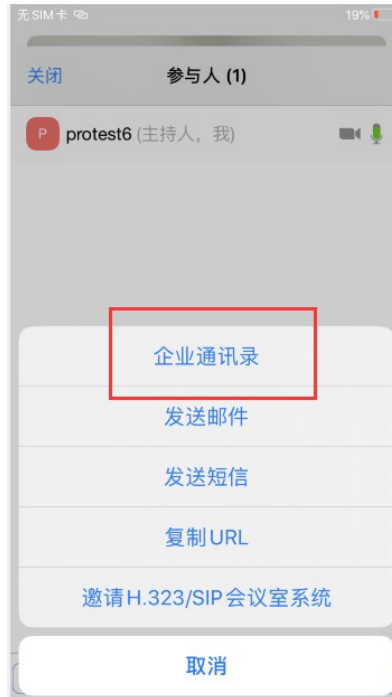 无SIM卡 19%
关闭 参与人 (1)
P protest6 (主持人，我)
企业通讯录
发送邮件
发送短信
复制URL
邀请H.323/SIP会议室系统
取消